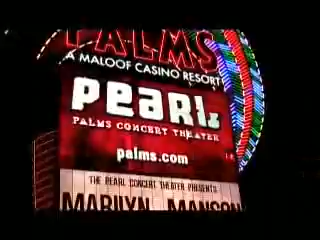 PALMS
A MALOOF CASINO RESORT
PEARL
PALMS CONCERT THEATER
palms.com
THE PEARL CONCERT THEATER PRESENTS
MARILYN MANSON